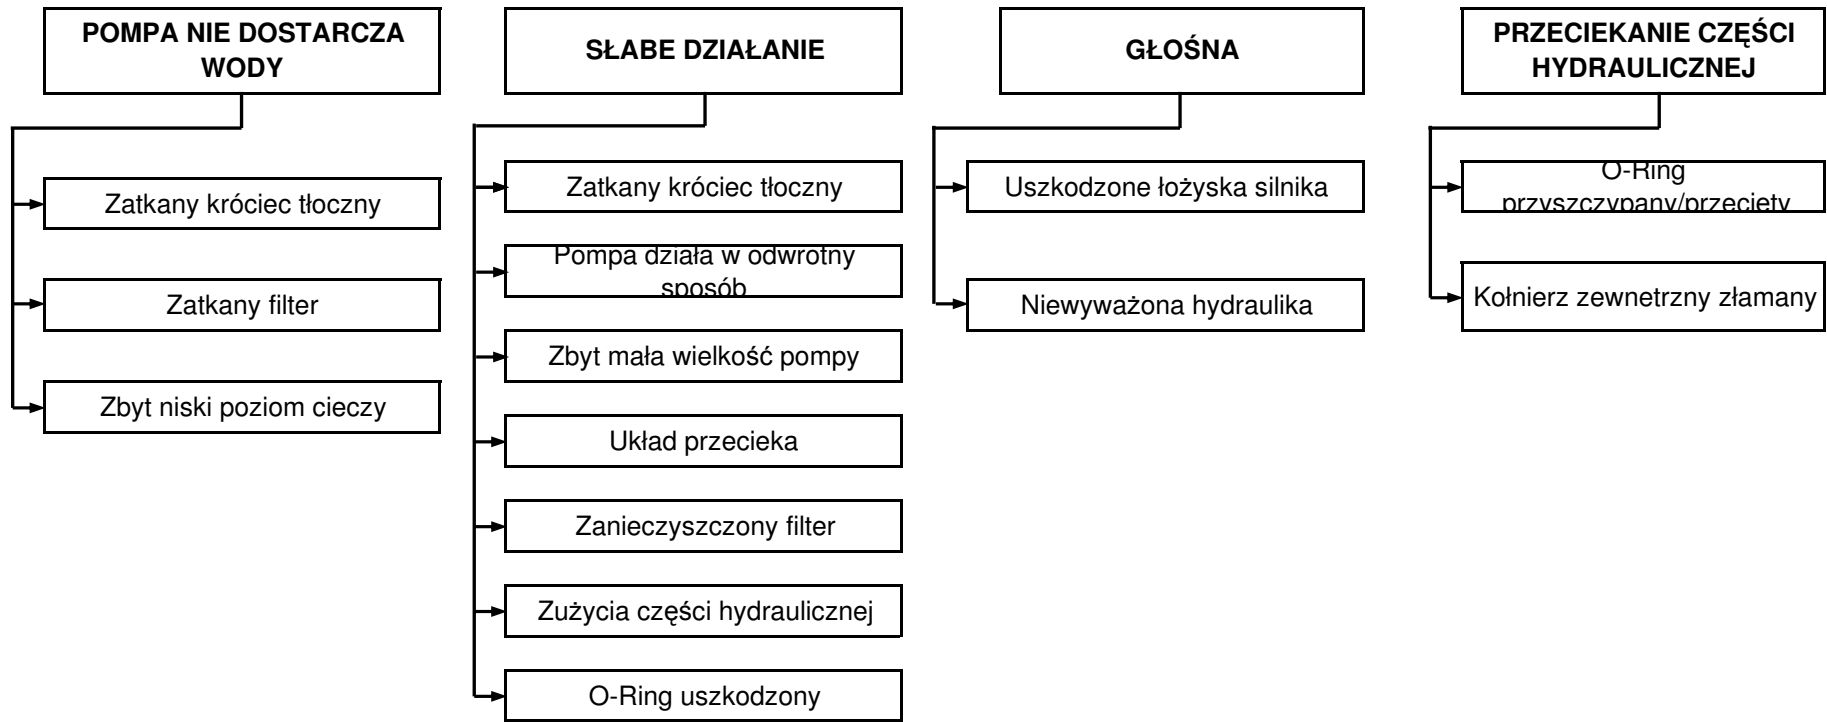 POMPA NIE DOSTARCZA
WODY
Zatkany króciec tłoczny
Zatkany filter
Zbyt niski poziom cieczy
SŁABE DZIAŁANIE
Zatkany króciec tłoczny
Pompa działa w odwrotny
sposób
Zbyt mała wielkość pompy
Układ przecieka
Zanieczyszczony filter
Zużycia części hydraulicznej
O-Ring uszkodzony
GŁOŚNA
Uszkodzone łożyska silnika
Niewyważona hydraulika
PRZECIEKANIE CZĘŚCI
HYDRAULICZNEJ
O-Ring
przyszczypany/przecięty
Kołnierz zewnetrzny złamany